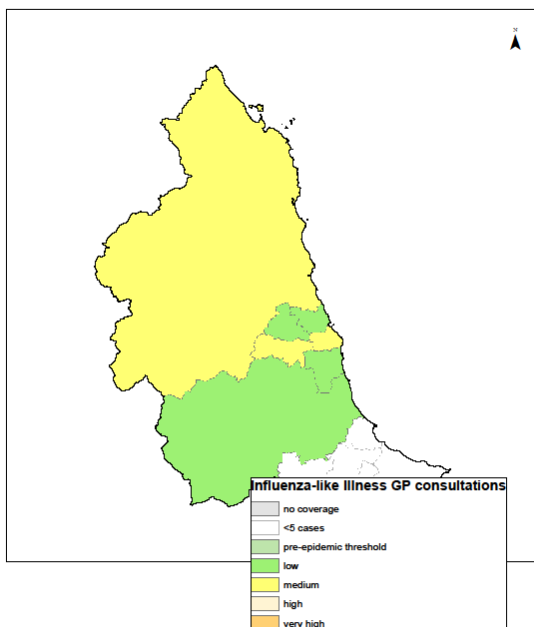 N
Influenza-like Illness GP consultations
no coverage
<5 cases
pre-epidemic threshold
low
medium
high
very high